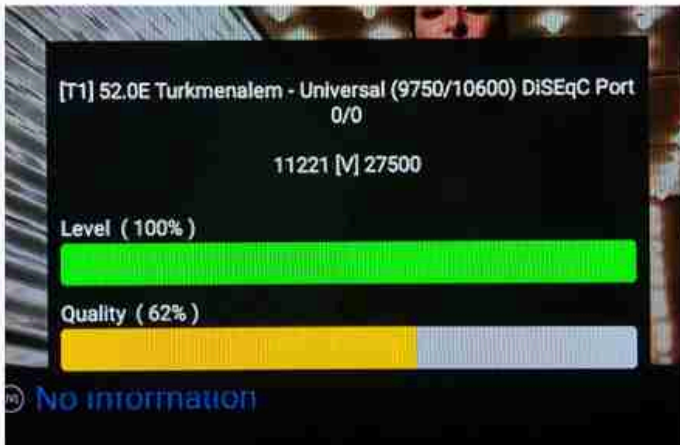 [T1] 52.0E Turkmenalem - Universal (9750/10600) DiSEqC Port
0/0
11221 [V] 27500
Level ( 100% )
Quality ( 62% )
No information